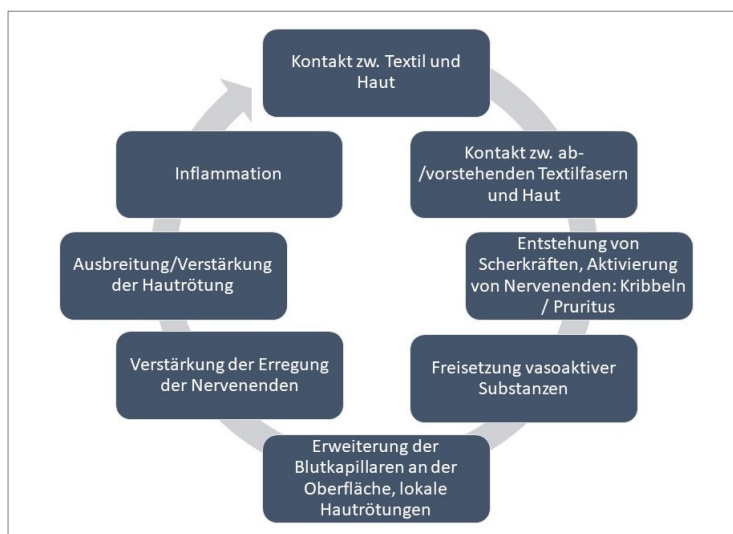 Kontakt zw. Textil und
Haut
Kontakt zw. ab-
/vorstehenden Textilfasern
und Haut
Entstehung von
Scherkräften, Aktivierung
von Nervenenden: Kribbeln
/ Pruritus
Freisetzung vasoaktiver
Substanzen
Erweiterung der
Blutkapillaren an der
Oberfläche, lokale
Hautrötungen
Verstärkung der Erregung
der Nervenenden
Ausbreitung/Verstärkung
der Hautrötung
Inflammation